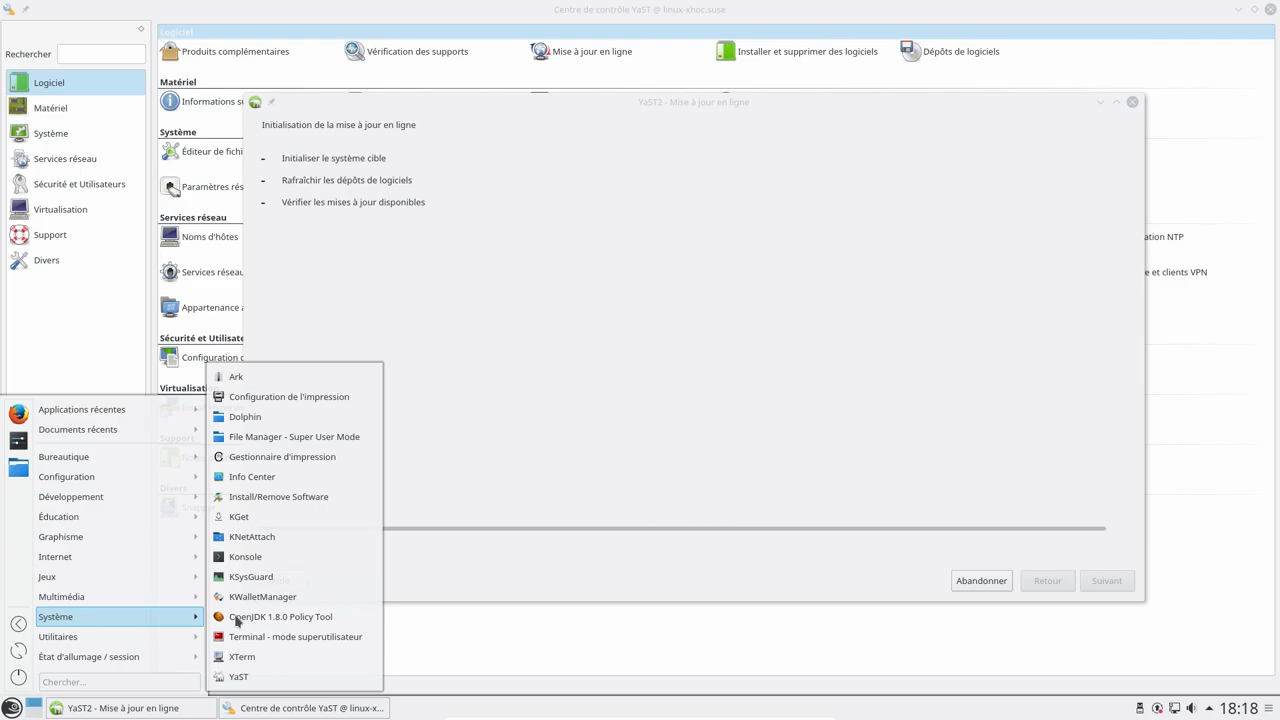 Centre de contrôle YaST @ linux-xhoc.suse
Rechercher
Logiciel
Matériel
Système
Services réseau
Sécurité et Utilisateurs
Virtualisation
Support
Divers
Logiciel
Produits complémentaires
Vérification des supports
Mise à jour en ligne
Installer et supprimer des logiciels
Dépôts de logiciels
Matériel
Informations su
Système
Éditeur de fichi
Paramètres rés
Services réseau
Noms d'hôtes
ation NTP
Services réseau
e et clients VPN
Appartenance a
Sécurité et Utilisate
Configuration d
Virtualisatio
Support
Divers
YaST2 - Mise à jour en ligne
Initialisation de la mise à jour en ligne
- Initialiser le système cible
- Rafraîchir les dépôts de logiciels
- Vérifier les mises à jour disponibles
Abandonner
Retour
Suivant
Applications récentes
Documents récents
Bureautique
Configuration
Développement
Éducation
Graphisme
Internet
Jeux
Multimédia
Système
Utilitaires
État d'allumage / session
Chercher...
Ark
Configuration de l'impression
Dolphin
File Manager - Super User Mode
Gestionnaire d'impression
Info Center
Install/Remove Software
KGet
KNetAttach
Konsole
KSysGuard
KWalletManager
OpenJDK 1.8.0 Policy Tool
Terminal - mode superutilisateur
XTerm
YaST
YaST2 - Mise à jour en ligne
Centre de contrôle YaST @ linux-x...
18:18